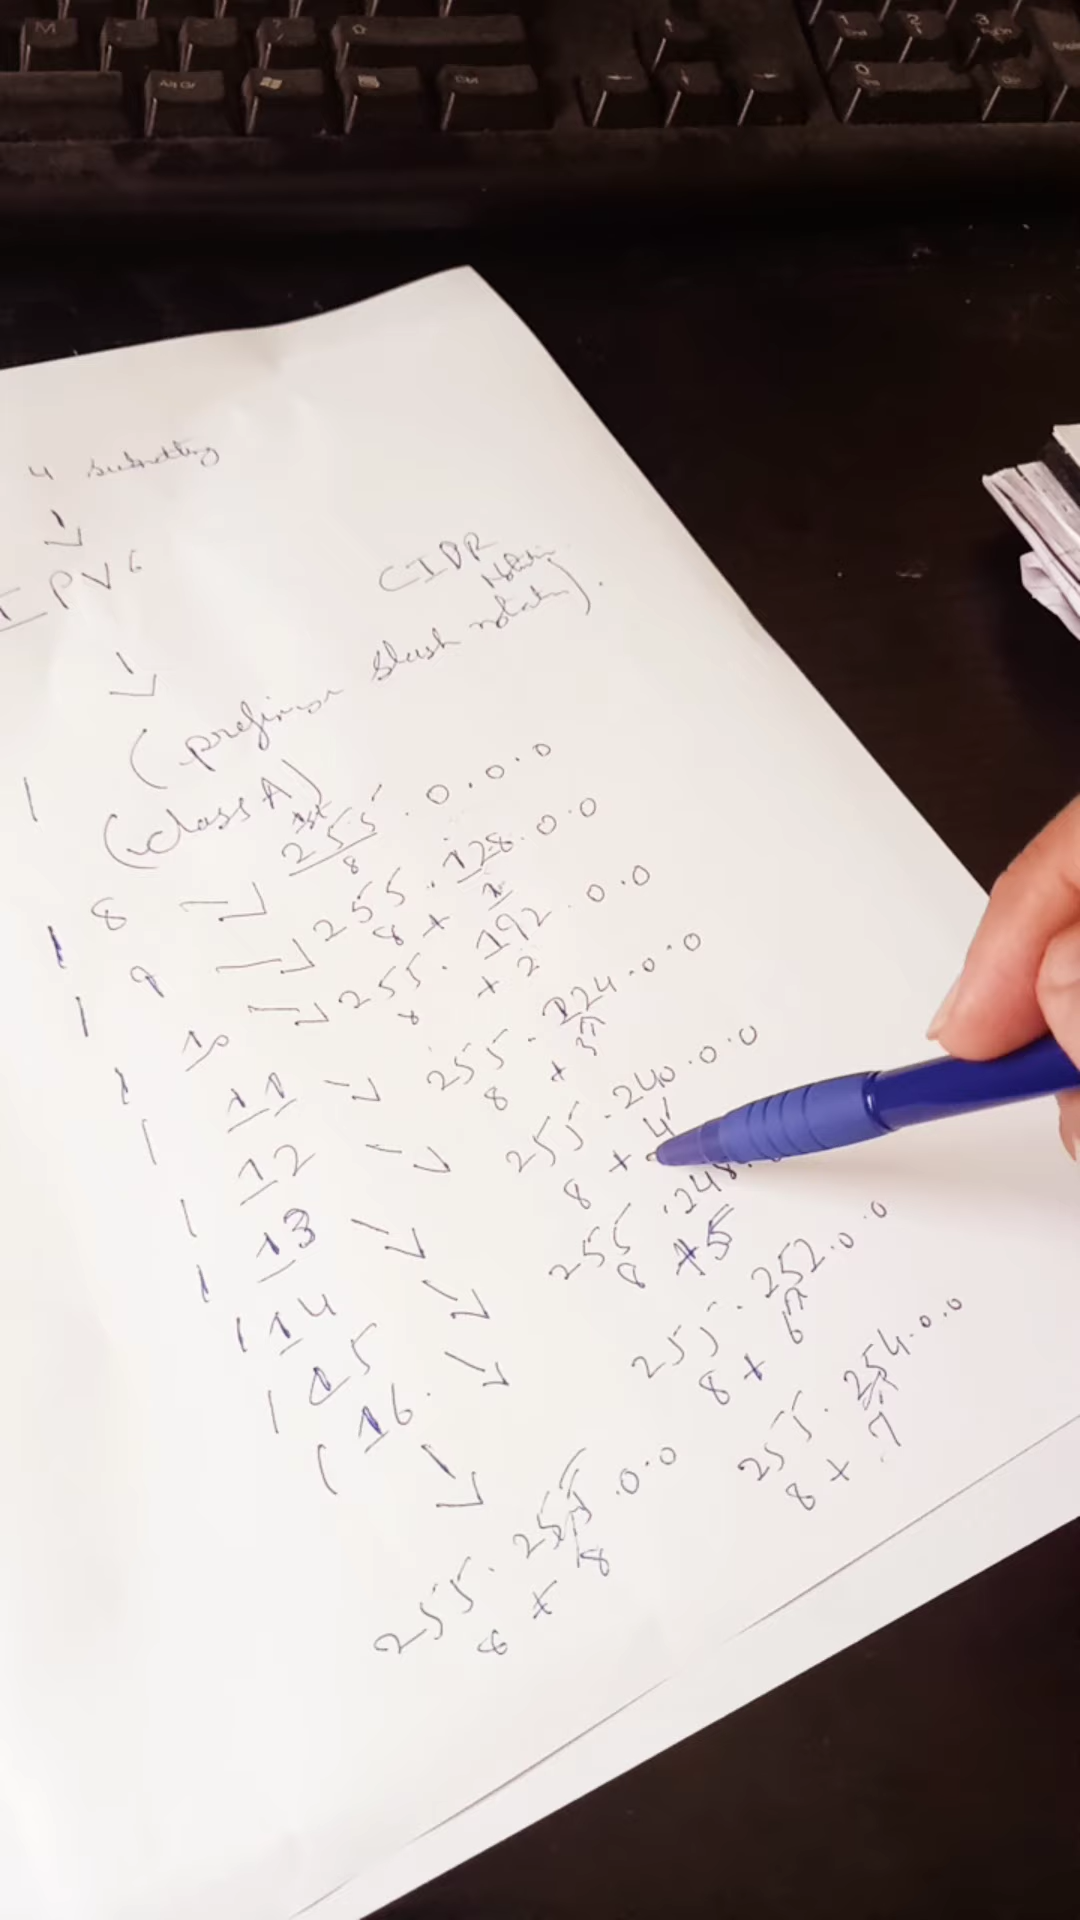 4 subnetting
IPV6
CIDR
Notation
(prefix or slash notation).
(class A)
1st
/ 8 → 255.0.0.0
8
/ 9 → 255.128.0.0
8 + 1
/ 10 → 255.192.0.0
8 + 2
/ 11 → 255.224.0.0
8 + 3
/ 12 → 255.240.0.0
8 + 4
/ 13 → 255.248.
8 + 5
/ 14 → 255.252.0.0
8 + 6
/ 15 → 255.254.0.0
8 + 7
/ 16. → 255.255.0.0
8 + 8